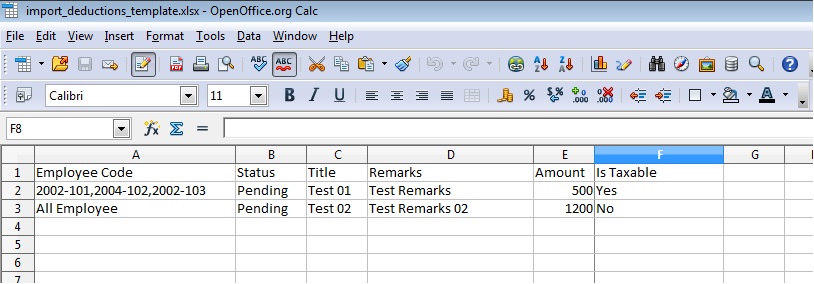 import_deductions_template.xlsx - OpenOffice.org Calc
File Edit View Insert Format Tools Data Window Help
Calibri 11 B I U
F8 fx Σ =
A B C D E F G
1 Employee Code Status Title Remarks Amount Is Taxable
2 2002-101,2004-102,2002-103 Pending Test 01 Test Remarks 500 Yes
3 All Employee Pending Test 02 Test Remarks 02 1200 No
4
5
6
7